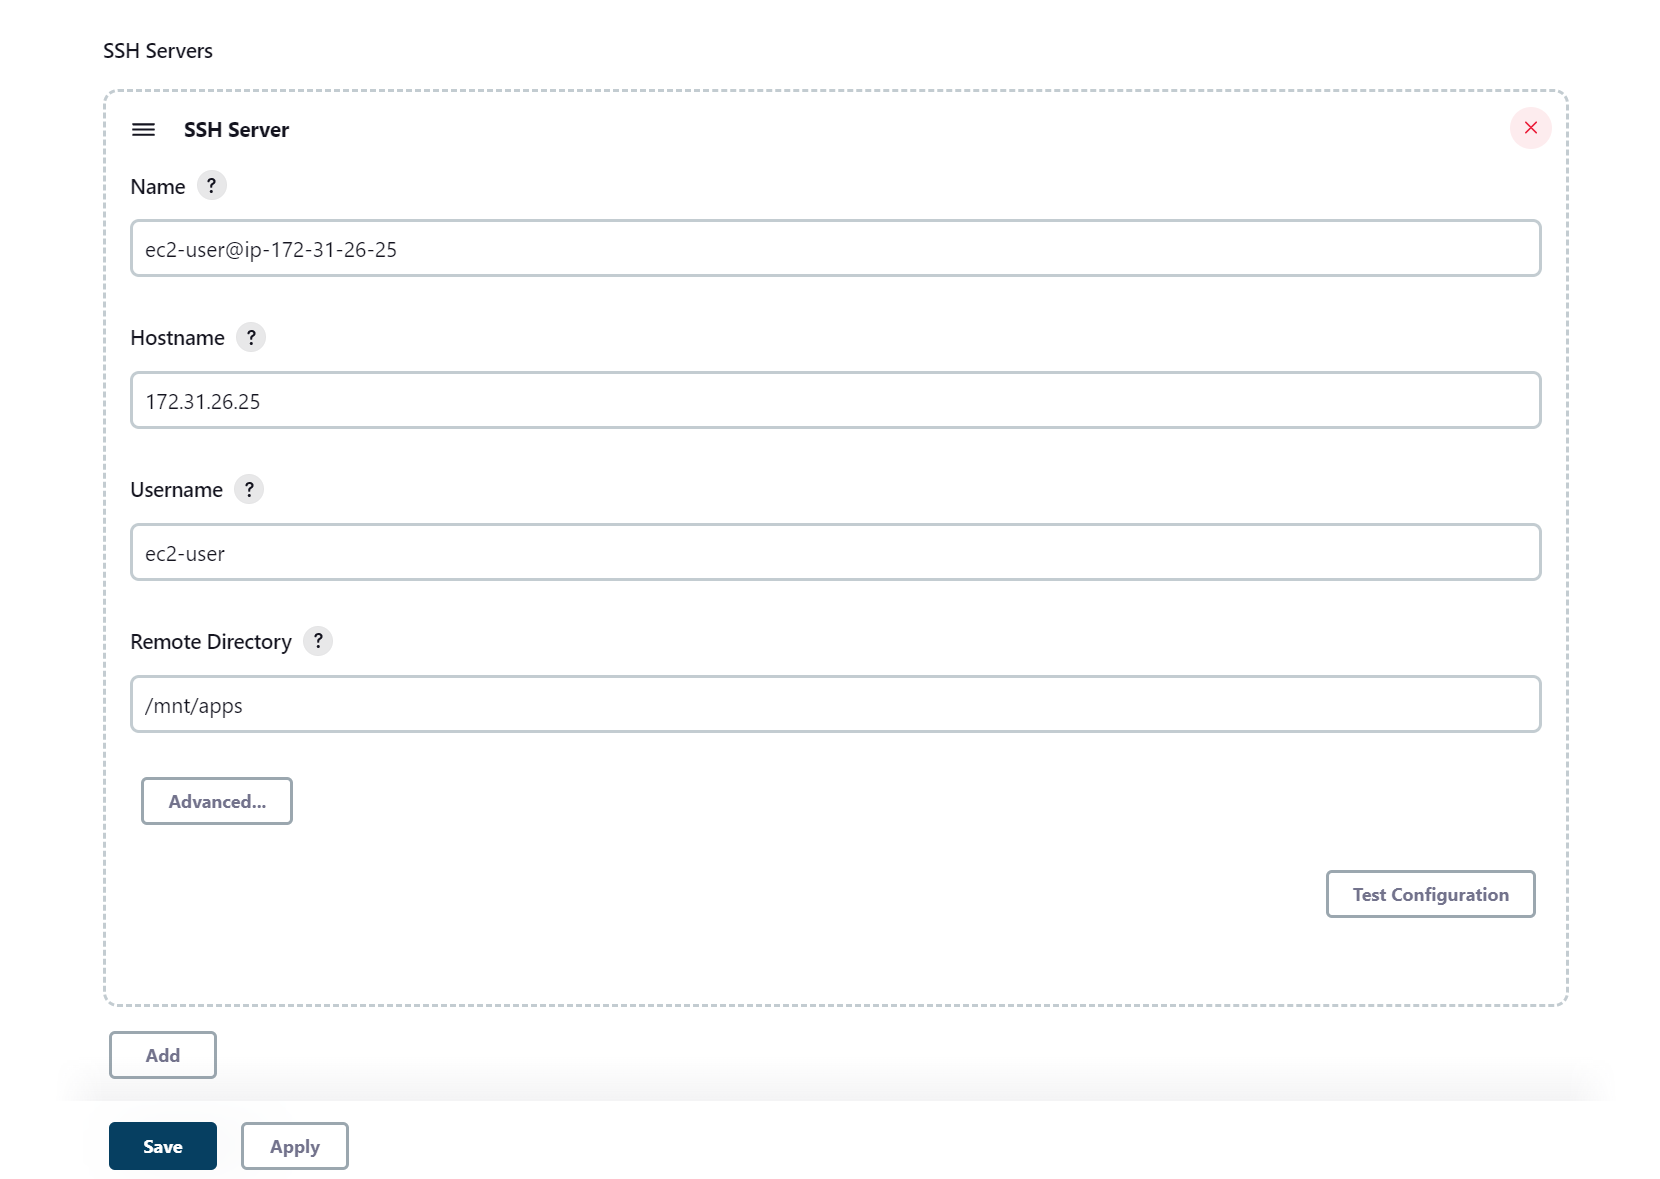 SSH Servers
SSH Server
Name ?
ec2-user@ip-172-31-26-25
Hostname ?
172.31.26.25
Username ?
ec2-user
Remote Directory ?
/mnt/apps
Advanced...
Test Configuration
Add
Save Apply